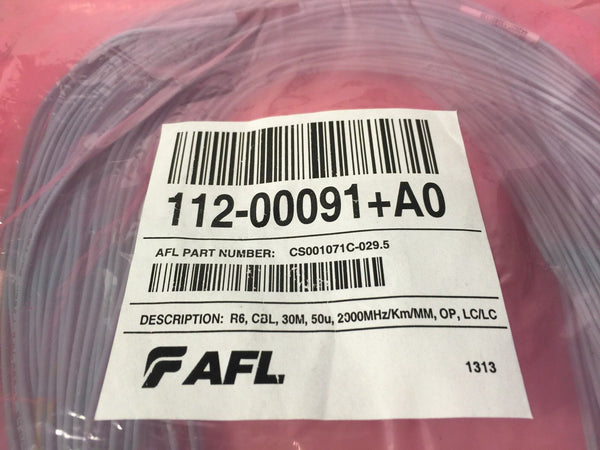 112-00091+A0
AFL PART NUMBER: CS001071C-029.5
DESCRIPTION: R6, CBL, 30M, 50u, 2000MHz/Km/MM, OP, LC/LC
AFL
1313